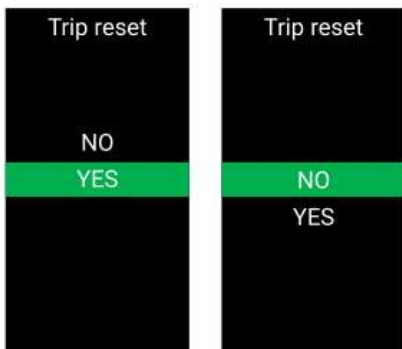 Trip reset
NO
YES
Trip reset
NO
YES